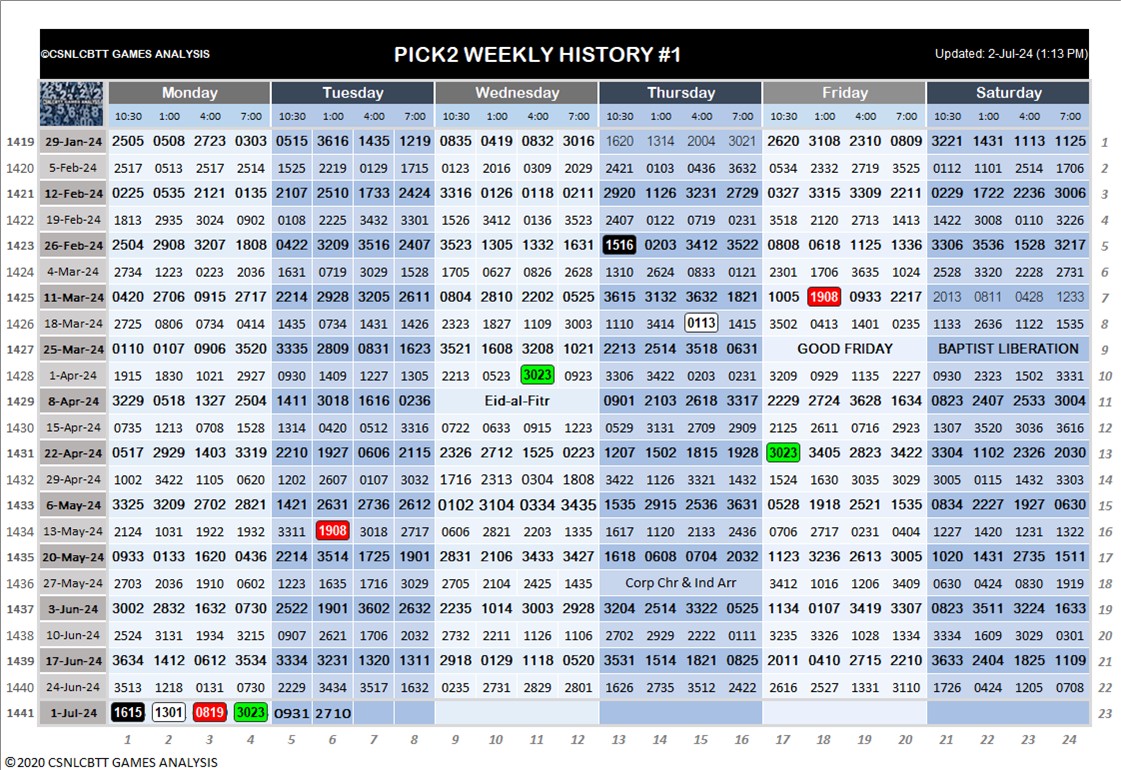 ©CSNLCBTT GAMES ANALYSIS PICK2 WEEKLY HISTORY #1 Updated: 2-Jul-24 (1:13 PM)
Monday Tuesday Wednesday Thursday Friday Saturday
10:30 1:00 4:00 7:00 10:30 1:00 4:00 7:00 10:30 1:00 4:00 7:00 10:30 1:00 4:00 7:00 10:30 1:00 4:00 7:00 10:30 1:00 4:00 7:00
1419 29-Jan-24 2505 0508 2723 0303 0515 3616 1435 1219 0835 0419 0832 3016 1620 1314 2004 3021 2620 3108 2310 0809 3221 1431 1113 1125 1
1420 5-Feb-24 2517 0513 2517 2514 1525 2219 0129 1715 0123 2016 0309 2029 2421 0103 0436 3632 0534 2332 2719 3525 0112 1101 2514 1706 2
1421 12-Feb-24 0225 0535 2121 0135 2107 2510 1733 2424 3316 0126 0118 0211 2920 1126 3231 2729 0327 3315 3309 2211 0229 1722 2236 3006 3
1422 19-Feb-24 1813 2935 3024 0902 0108 2225 3432 3301 1526 3412 0136 3523 2407 0122 0719 0231 3518 2120 2713 1413 1422 3008 0110 3226 4
1423 26-Feb-24 2504 2908 3207 1808 0422 3209 3516 2407 3523 1305 1332 1631 1516 0203 3412 3522 0808 0618 1125 1336 3306 3536 1528 3217 5
1424 4-Mar-24 2734 1223 0223 2036 1631 0719 3029 1528 1705 0627 0826 2628 1310 2624 0833 0121 2301 1706 3635 1024 2528 3320 2228 2731 6
1425 11-Mar-24 0420 2706 0915 2717 2214 2928 3205 2611 0804 2810 2202 0525 3615 3132 3632 1821 1005 1908 0933 2217 2013 0811 0428 1233 7
1426 18-Mar-24 2725 0806 0734 0414 1435 0734 1431 1426 2323 1827 1109 3003 1110 3414 0113 1415 3502 0413 1401 0235 1133 2636 1122 1535 8
1427 25-Mar-24 0110 0107 0906 3520 3335 2809 0831 1623 3521 1608 3208 1021 2213 2514 3518 0631 GOOD FRIDAY BAPTIST LIBERATION 9
1428 1-Apr-24 1915 1830 1021 2927 0930 1409 1227 1305 2213 0523 3023 0923 3306 3422 0203 0231 3209 0929 1135 2227 0930 0223 1502 3331 10
1429 8-Apr-24 3229 0518 1327 2504 1411 3018 1616 0236 Eid-al-Fitr 0901 2103 2618 3317 2229 2724 3628 1634 0823 2407 2533 3004 11
1430 15-Apr-24 0735 1213 0708 1528 1314 0420 0512 3316 0722 0633 0915 1223 0529 3131 2709 2909 2125 2611 0716 2923 1307 3520 3036 3616 12
1431 22-Apr-24 0517 2929 1403 3319 2210 1927 0606 2115 2326 2712 1525 0223 1207 1502 1815 1928 3023 3405 2823 3422 3304 1102 2326 2030 13
1432 29-Apr-24 1002 3422 1105 0620 1202 2607 0107 3032 1716 2313 0304 1808 3422 1126 3321 1432 1524 1630 3035 3029 3005 0115 1432 3303 14
1433 6-May-24 3325 3209 2702 2821 1421 2631 2736 2612 0102 3104 0334 3435 1535 2915 2536 3631 0528 1918 2521 1535 0834 2227 1927 0630 15
1434 13-May-24 2124 1031 1922 1932 3311 1908 3018 2717 0606 2821 2203 1335 1617 1120 2133 2436 0706 2717 0231 0404 1227 1420 1231 1322 16
1435 20-May-24 0933 0133 1620 0436 2214 3514 1725 1901 2831 2106 3433 3427 1618 0608 0704 2032 1123 3236 2613 3005 1020 1431 2735 1511 17
1436 27-May-24 2703 2036 1910 0602 1223 1635 1716 3029 2705 2104 2425 1435 Corp Chr & Ind Arr 3412 1016 1206 3409 0630 0424 0830 1919 18
1437 3-Jun-24 3002 2832 1632 0730 2522 1901 3602 2632 2235 1014 3003 2928 3204 2514 3322 0525 1134 0107 3419 3307 0823 3511 3224 1633 19
1438 10-Jun-24 2524 3131 1934 3215 0907 2621 1706 2032 2732 2211 1126 1106 2702 2929 2222 0111 3235 3326 1028 1334 3334 1609 3029 0301 20
1439 17-Jun-24 3634 1412 0612 3534 3334 3231 1320 1311 2918 0129 1118 0520 3531 1514 1821 0825 2011 0410 2715 2210 3633 2404 1825 1109 21
1440 24-Jun-24 3513 1218 0131 0730 2229 3434 3517 1632 0235 2731 2829 2801 1626 2735 3512 2422 2616 2527 1331 3110 1726 0424 1205 0708 22
1441 1-Jul-24 1615 1301 0819 3023 0931 2710 23
1 2 3 4 5 6 7 8 9 10 11 12 13 14 15 16 17 18 19 20 21 22 23 24
©2020 CSNLCBTT GAMES ANALYSIS